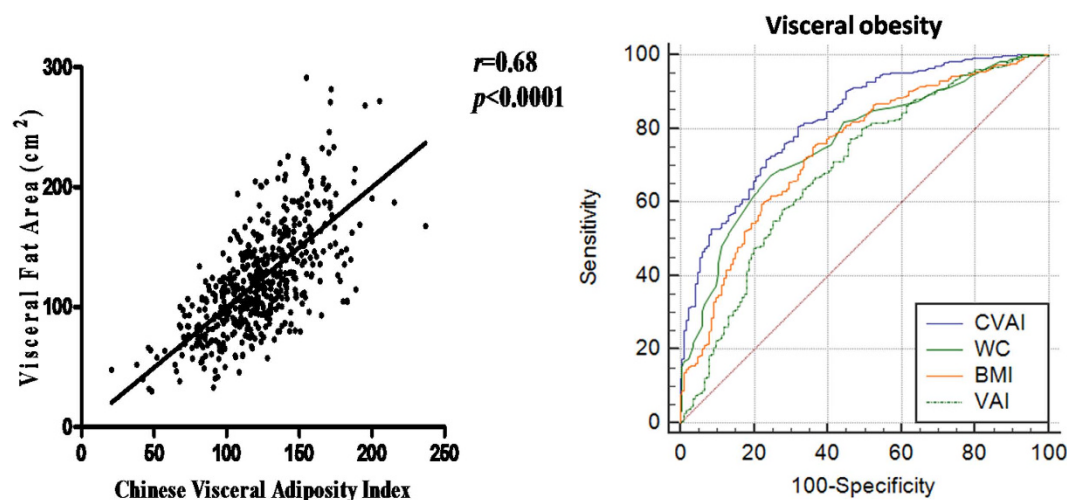 r=0.68
p<0.0001
300
200
100
0
Visceral Fat Area (cm²)
0 50 100 150 200 250
Chinese Visceral Adiposity Index
Visceral obesity
100
80
60
40
20
0
Sensitivity
CVAI
WC
BMI
VAI
0 20 40 60 80 100
100-Specificity